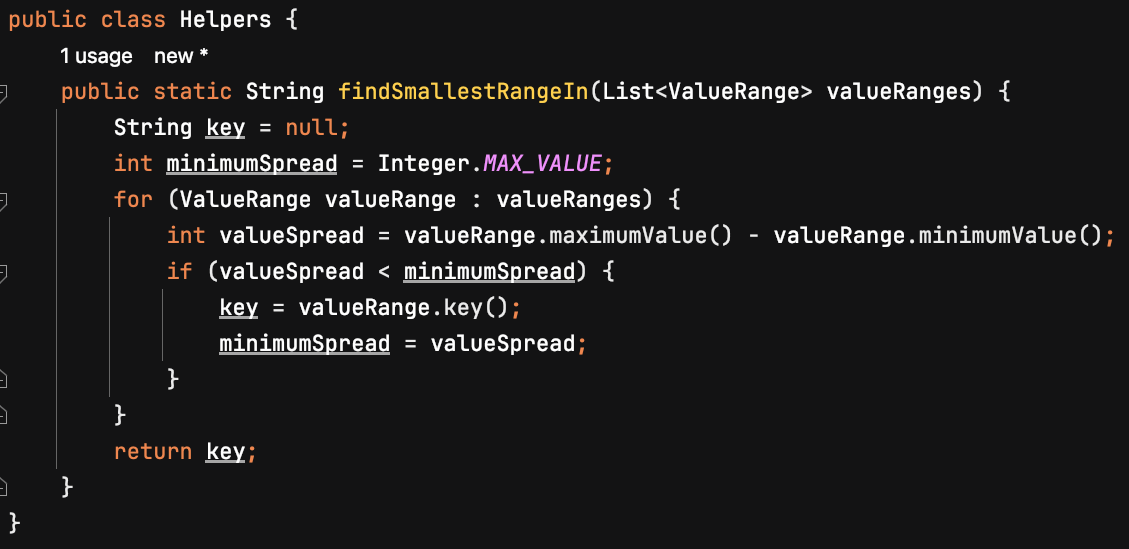 public class Helpers {
1 usage new *
public static String findSmallestRangeIn(List<ValueRange> valueRanges) {
String key = null;
int minimumSpread = Integer.MAX_VALUE;
for (ValueRange valueRange : valueRanges) {
int valueSpread = valueRange.maximumValue() - valueRange.minimumValue();
if (valueSpread < minimumSpread) {
key = valueRange.key();
minimumSpread = valueSpread;
}
}
return key;
}
}